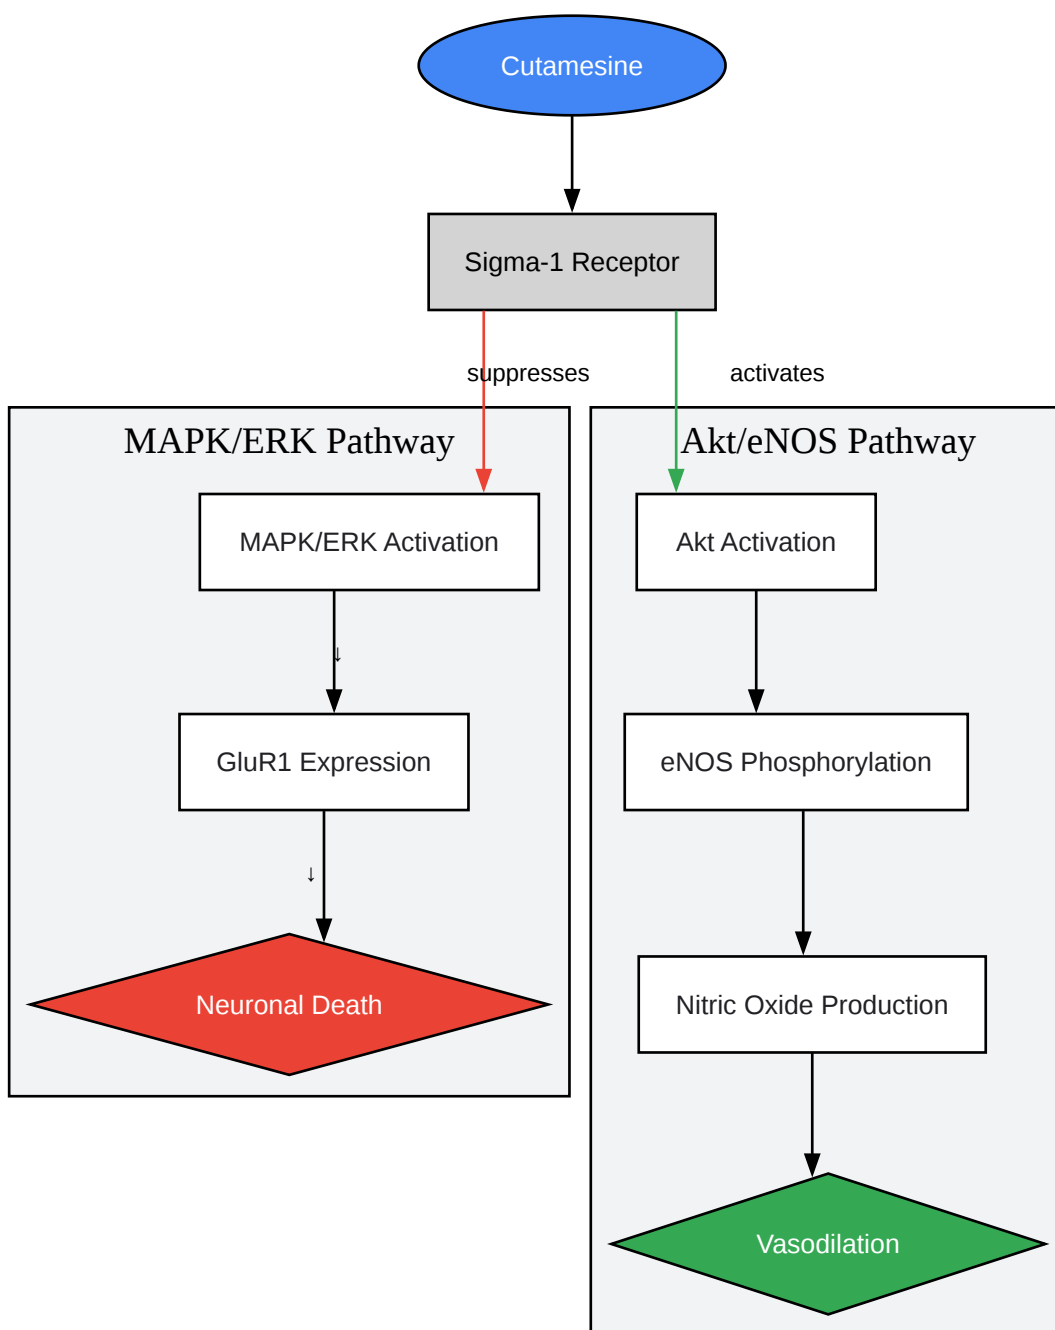 Cutamesine
Sigma-1 Receptor
suppresses
activates
MAPK/ERK Pathway
MAPK/ERK Activation
↓
GluR1 Expression
↓
Neuronal Death
Akt/eNOS Pathway
Akt Activation
eNOS Phosphorylation
Nitric Oxide Production
Vasodilation